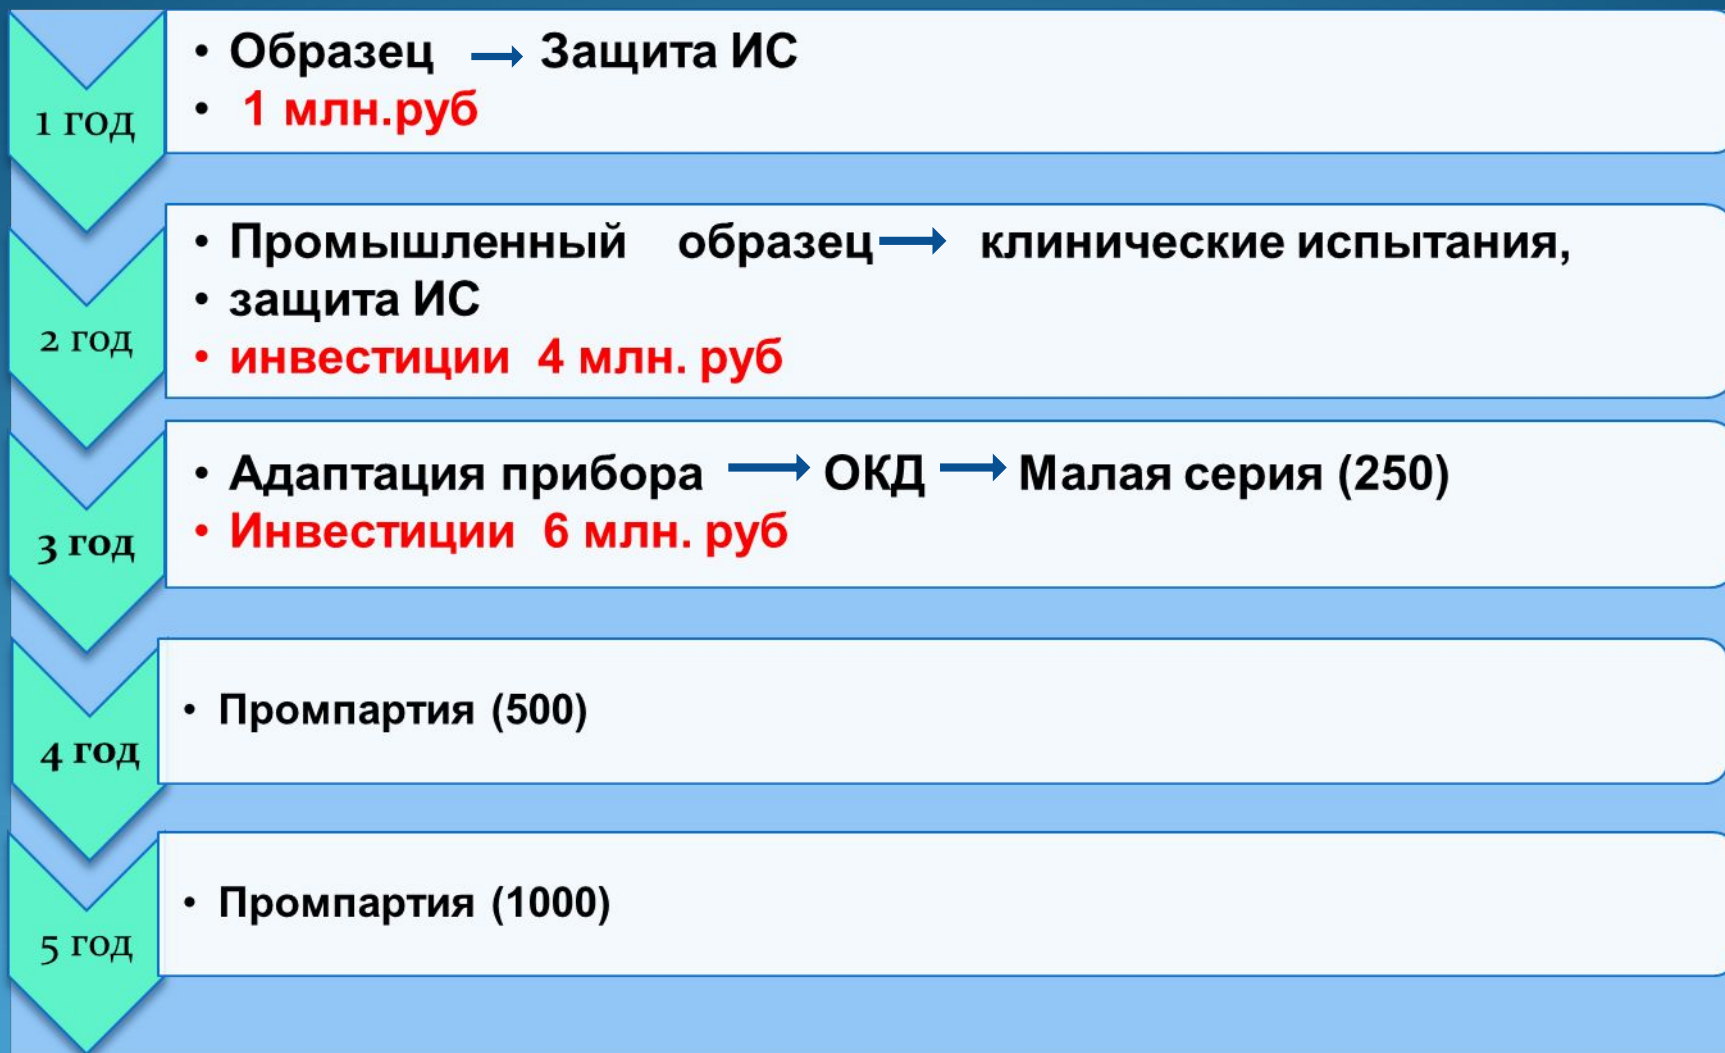 1 год
• Образец → Защита ИС
• 1 млн.руб
2 год
• Промышленный образец → клинические испытания,
• защита ИС
• инвестиции 4 млн. руб
3 год
• Адаптация прибора → ОКД → Малая серия (250)
• Инвестиции 6 млн. руб
4 год
• Промпартия (500)
5 год
• Промпартия (1000)